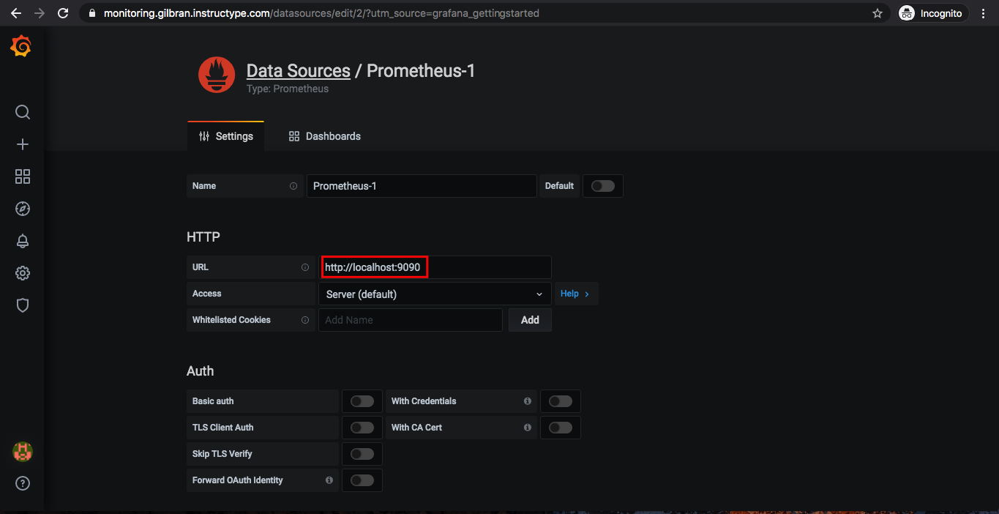 monitoring.gilbran.instructype.com/datasources/edit/2/?utm_source=grafana_gettingstarted
Incognito
Data Sources / Prometheus-1
Type: Prometheus
Settings
Dashboards
Name
Prometheus-1
Default
HTTP
URL
http://localhost:9090
Access
Server (default)
Help
Whitelisted Cookies
Add Name
Add
Auth
Basic auth
With Credentials
TLS Client Auth
With CA Cert
Skip TLS Verify
Forward OAuth Identity